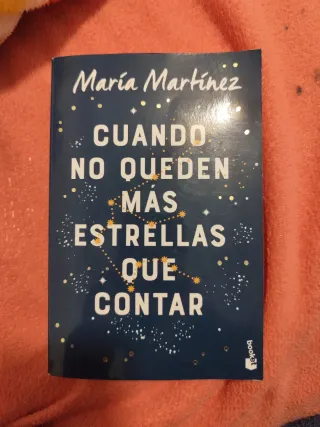 María Martínez
CUANDO
NO QUEDEN
MÁS
ESTRELLAS
QUE
CONTAR
booket